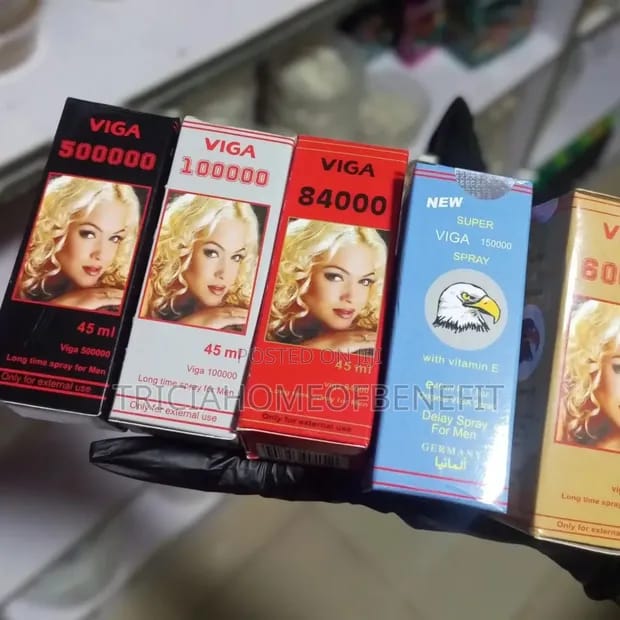 VIGA
500000
45 ml
Viga 500000
Long time spray for Men
Only for external use
VIGA
100000
45 ml
Viga 100000
Long time spray for Men
Only for external use
VIGA
84000
45 ml
Only for external use
NEW
SUPER
VIGA 150000
SPRAY
with vitamin E
Delay Spray
For Men
GERMANY
ألمانيا
Long time spray
Only for external
POSTED ON
TRICIAHOMEOFBENEFIT